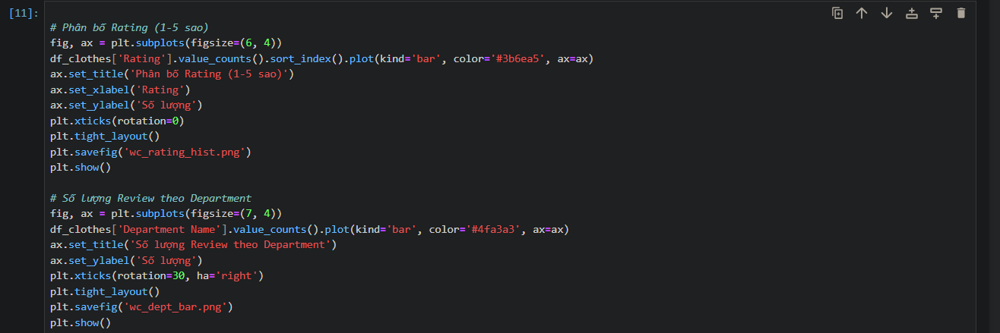 [11]:
# Phân bố Rating (1-5 sao)
fig, ax = plt.subplots(figsize=(6, 4))
df_clothes['Rating'].value_counts().sort_index().plot(kind='bar', color='#3b6ea5', ax=ax)
ax.set_title('Phân bố Rating (1-5 sao)')
ax.set_xlabel('Rating')
ax.set_ylabel('Số lượng')
plt.xticks(rotation=0)
plt.tight_layout()
plt.savefig('wc_rating_hist.png')
plt.show()

# Số lượng Review theo Department
fig, ax = plt.subplots(figsize=(7, 4))
df_clothes['Department Name'].value_counts().plot(kind='bar', color='#4fa3a3', ax=ax)
ax.set_title('Số lượng Review theo Department')
ax.set_ylabel('Số lượng')
plt.xticks(rotation=30, ha='right')
plt.tight_layout()
plt.savefig('wc_dept_bar.png')
plt.show()